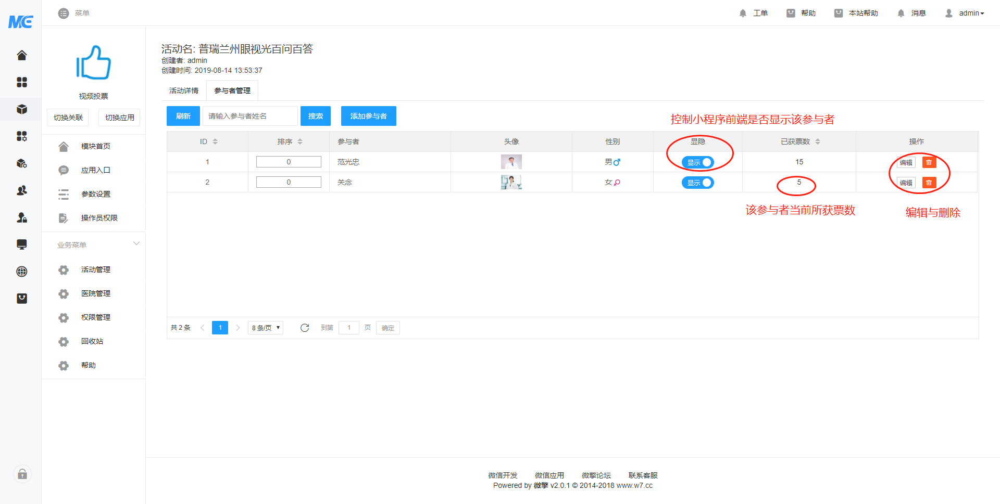 菜单
工单
帮助
本站帮助
消息
admin
ME
视频投票
切换关联 切换应用
模块首页
应用入口
参数设置
操作员权限
业务菜单
活动管理
医院管理
权限管理
回收站
帮助
活动名: 普瑞兰州眼视光百问百答
创建者: admin
创建时间: 2019-08-14 13:53:37
活动详情 参与者管理
刷新 请输入参与者姓名 搜索 添加参与者
控制小程序前端是否显示该参与者
ID 排序 参与者 头像 性别 显隐 已获票数 操作
1 0 范光忠 男 显示 15 编辑
2 0 关念 女 显示 5 编辑
该参与者当前所获票数
编辑与删除
共 2 条 1 8 条/页 到第 1 页 确定
微信开发 微信应用 微擎论坛 联系客服
Powered by 微擎 v2.0.1 © 2014-2018 www.w7.cc